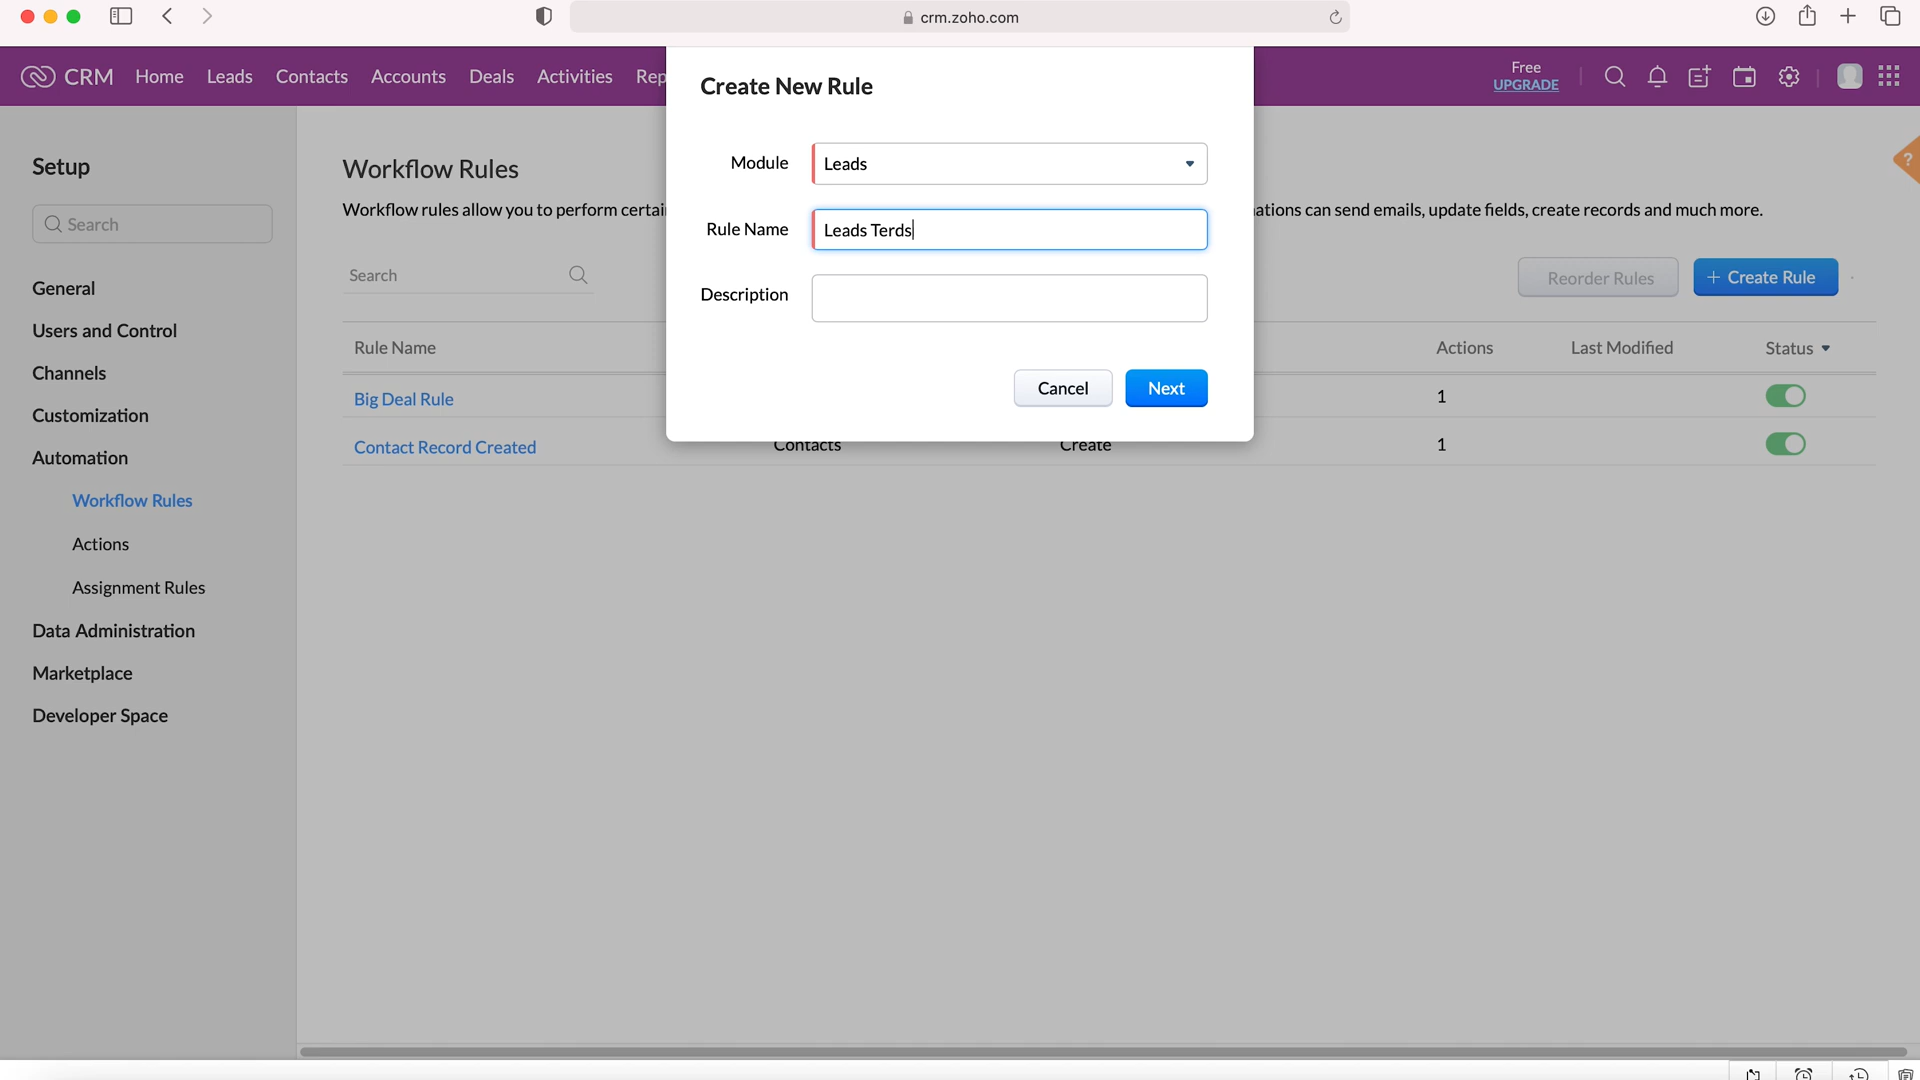 crm.zoho.com
CRM Home Leads Contacts Accounts Deals Activities Rep
Free
UPGRADE
Create New Rule
Module Leads
Rule Name Leads Terds
Description
Cancel Next
Setup
Search
General
Users and Control
Channels
Customization
Automation
Workflow Rules
Actions
Assignment Rules
Data Administration
Marketplace
Developer Space
Workflow Rules
Workflow rules allow you to perform certai
ations can send emails, update fields, create records and much more.
Search
Reorder Rules + Create Rule
Rule Name Actions Last Modified Status
Big Deal Rule 1
Contact Record Created Contacts Create 1
?